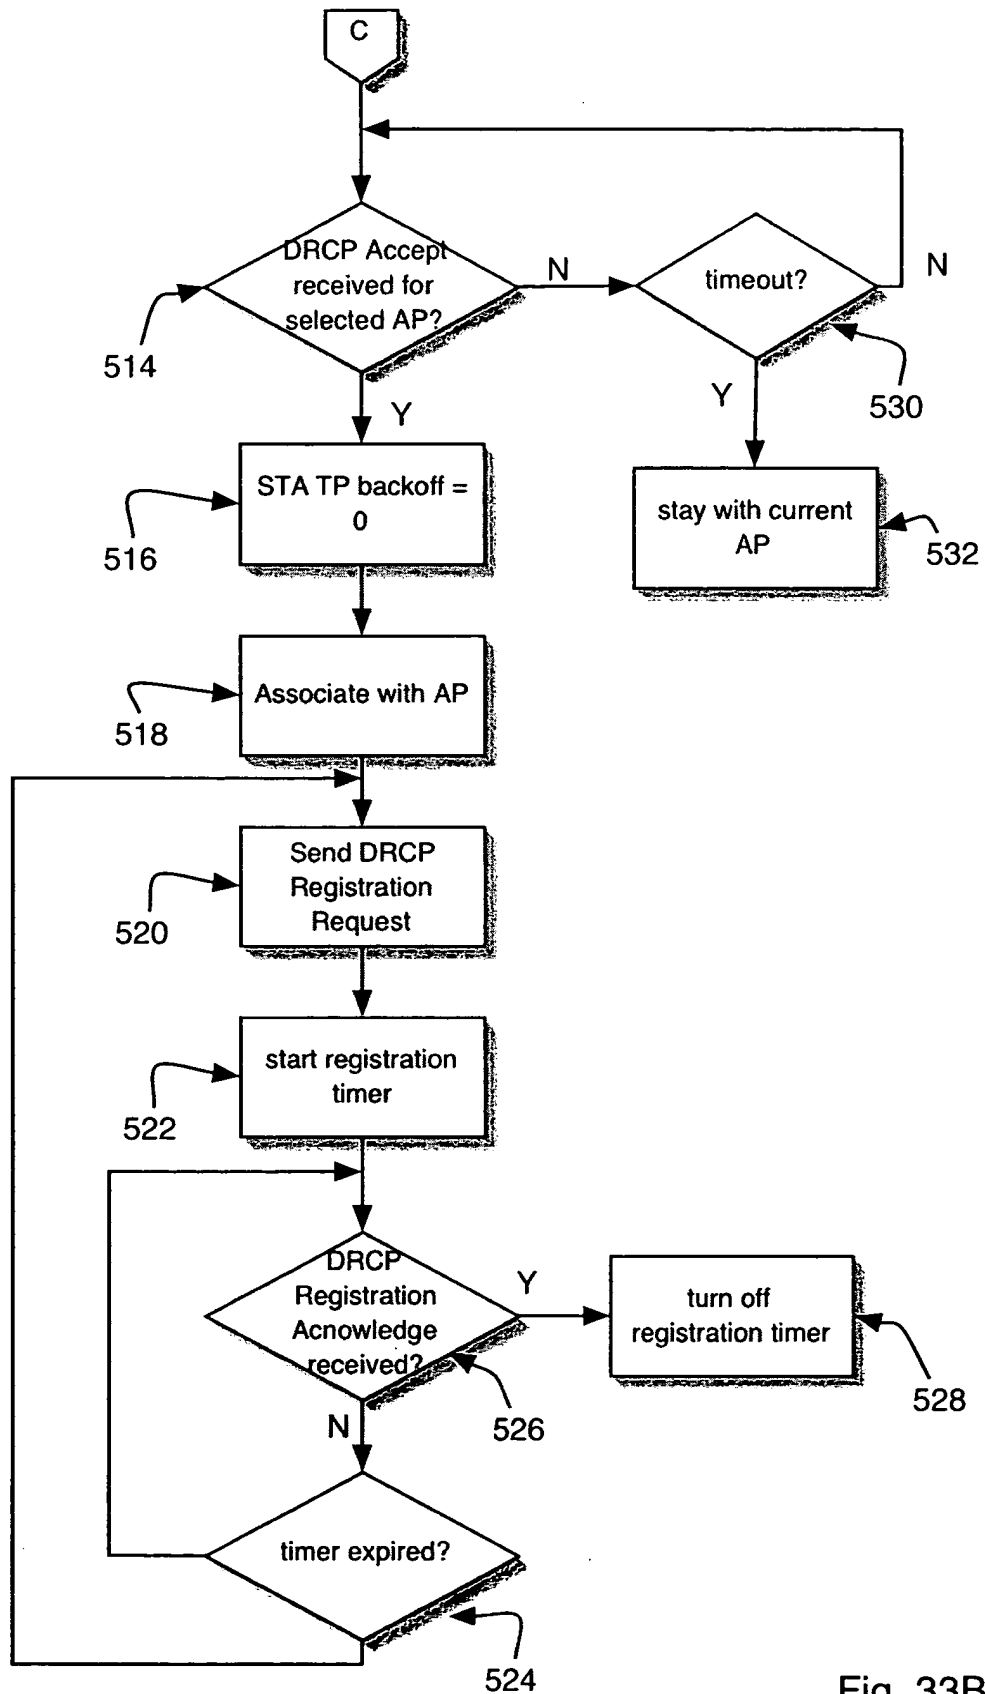 C
DRCP Accept
received for
selected AP?
N
timeout?
N
514
Y
Y
530
STA TP backoff =
0
516
stay with current
AP
532
Associate with AP
518
Send DRCP
Registration
Request
520
start registration
timer
522
DRCP
Registration
Acnowledge
received?
Y
turn off
registration timer
526
528
N
timer expired?
524
Fig. 33B